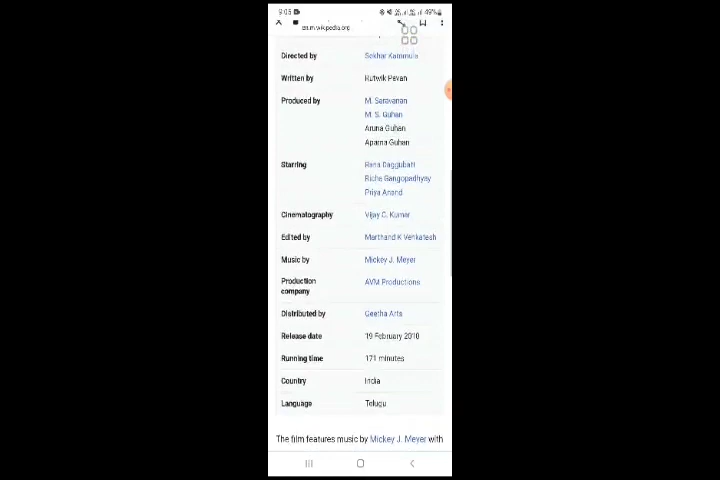 9:05 49%
en.m.wikipedia.org
Directed by Sekhar Kammula
Written by Rutwik Pavan
Produced by M. Saravanan
M. S. Guhan
Aruna Guhan
Aparna Guhan
Starring Rana Daggubati
Richa Gangopadhyay
Priya Anand
Cinematography Vijay C. Kumar
Edited by Marthand K Venkatesh
Music by Mickey J. Meyer
Production AVM Productions
company
Distributed by Geetha Arts
Release date 19 February 2010
Running time 171 minutes
Country India
Language Telugu
The film features music by Mickey J. Meyer with